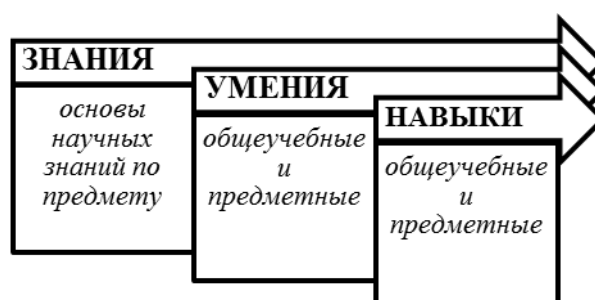 ЗНАНИЯ
основы
научных
знаний по
предмету
УМЕНИЯ
общеучебные
и
предметные
НАВЫКИ
общеучебные
и
предметные